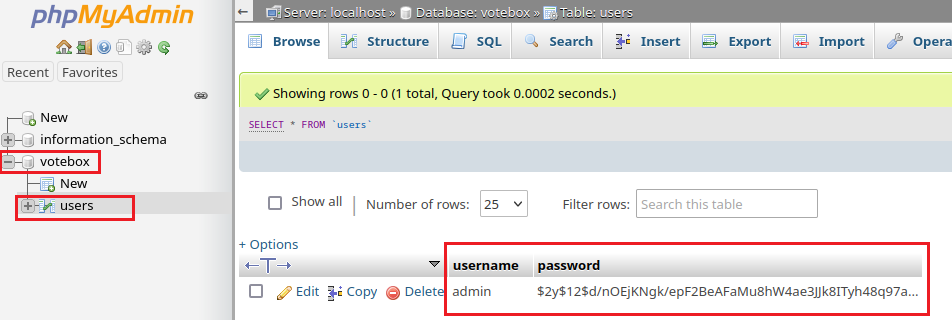 phpMyAdmin
Recent Favorites
New
information_schema
votebox
New
users
Server: localhost » Database: votebox » Table: users
Browse Structure SQL Search Insert Export Import Opera
Showing rows 0 - 0 (1 total, Query took 0.0002 seconds.)
SELECT * FROM `users`
Show all Number of rows: 25 Filter rows: Search this table
+ Options
username password
Edit Copy Delete admin $2y$12$d/nOEjKNgk/epF2BeAFaMu8hW4ae3JJk8ITyh48q97a...